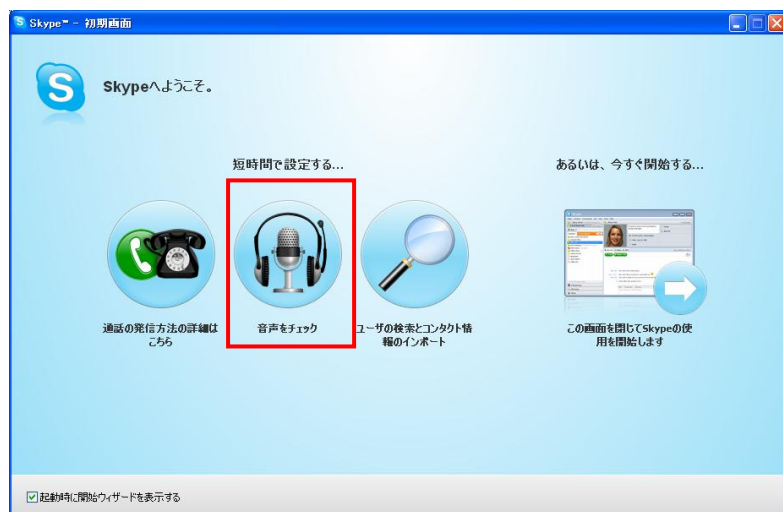 Skype™ - 初期画面
Skypeへようこそ。
短時間で設定する...
あるいは、今すぐ開始する...
通話の発信方法の詳細は
こちら
音声をチェック
ユーザの検索とコンタクト情
報のインポート
この画面を閉じてSkypeの使
用を開始します
起動時に開始ウィザードを表示する